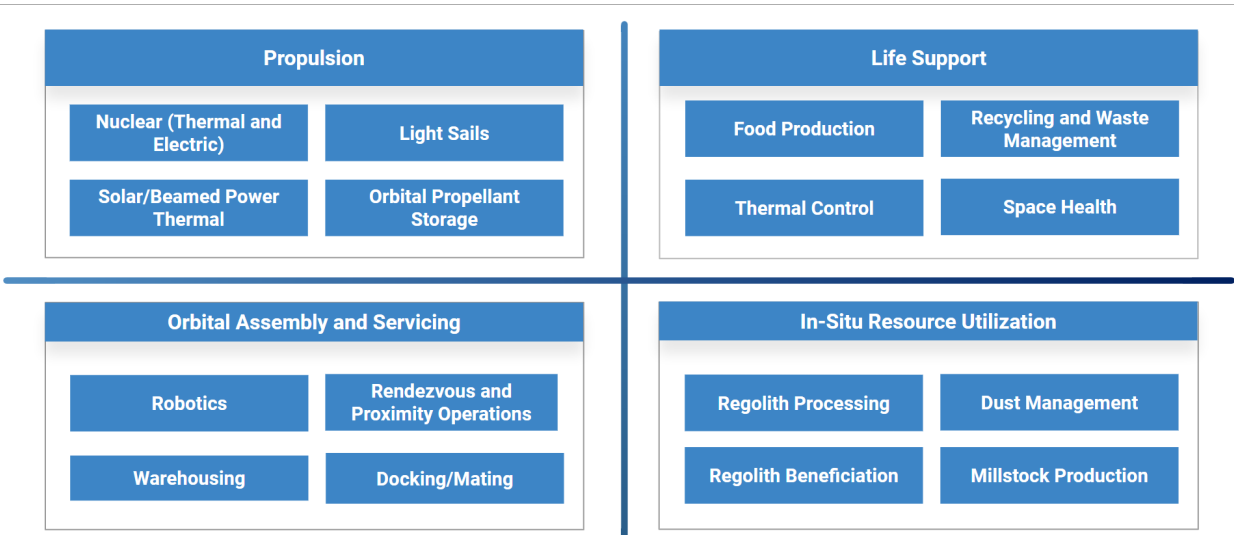 Propulsion
Nuclear (Thermal and
Electric)
Light Sails
Solar/Beamed Power
Thermal
Orbital Propellant
Storage
Life Support
Food Production
Recycling and Waste
Management
Thermal Control
Space Health
Orbital Assembly and Servicing
Robotics
Rendezvous and
Proximity Operations
Warehousing
Docking/Mating
In-Situ Resource Utilization
Regolith Processing
Dust Management
Regolith Beneficiation
Millstock Production